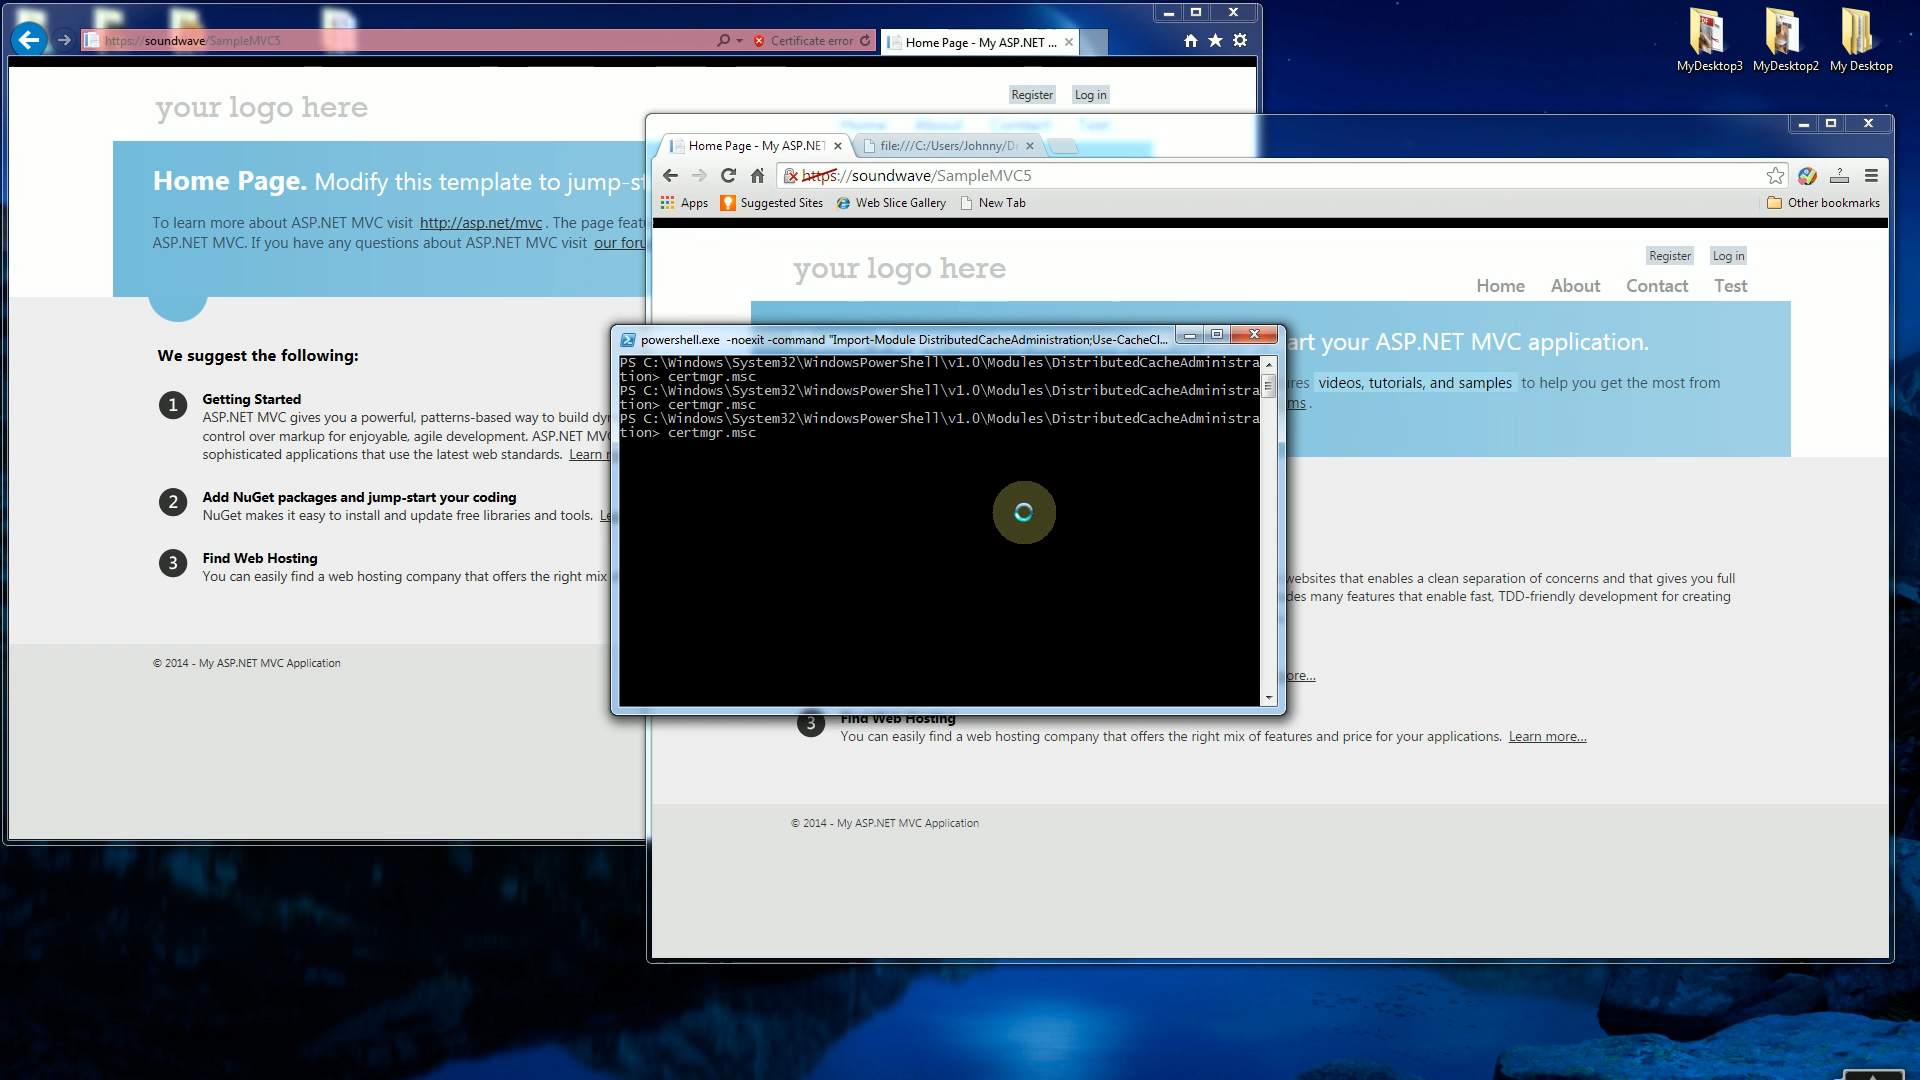 https://soundwave/SampleMVC5
Certificate error
Home Page - My ASP.NET ...
MyDesktop3
MyDesktop2
My Desktop
your logo here
Register
Log in
Home About Contact Test
Home Page. Modify this template to jump-st
To learn more about ASP.NET MVC visit http://asp.net/mvc . The page featu
ASP.NET MVC. If you have any questions about ASP.NET MVC visit our foru
We suggest the following:
1
Getting Started
ASP.NET MVC gives you a powerful, patterns-based way to build dyn
control over markup for enjoyable, agile development. ASP.NET MVC
sophisticated applications that use the latest web standards. Learn m
2
Add NuGet packages and jump-start your coding
NuGet makes it easy to install and update free libraries and tools. Le
3
Find Web Hosting
You can easily find a web hosting company that offers the right mix
© 2014 - My ASP.NET MVC Application
Home Page - My ASP.NET
file:///C:/Users/Johnny/De
https://soundwave/SampleMVC5
Apps
Suggested Sites
Web Slice Gallery
New Tab
Other bookmarks
your logo here
Register
Log in
Home About Contact Test
art your ASP.NET MVC application.
ures videos, tutorials, and samples to help you get the most from
ms .
websites that enables a clean separation of concerns and that gives you full
des many features that enable fast, TDD-friendly development for creating
ore...
3
Find Web Hosting
You can easily find a web hosting company that offers the right mix of features and price for your applications. Learn more...
© 2014 - My ASP.NET MVC Application
powershell.exe -noexit -command "Import-Module DistributedCacheAdministration;Use-CacheCl...
PS C:\Windows\System32\WindowsPowerShell\v1.0\Modules\DistributedCacheAdministra
tion> certmgr.msc
PS C:\Windows\System32\WindowsPowerShell\v1.0\Modules\DistributedCacheAdministra
tion> certmgr.msc
PS C:\Windows\System32\WindowsPowerShell\v1.0\Modules\DistributedCacheAdministra
tion> certmgr.msc